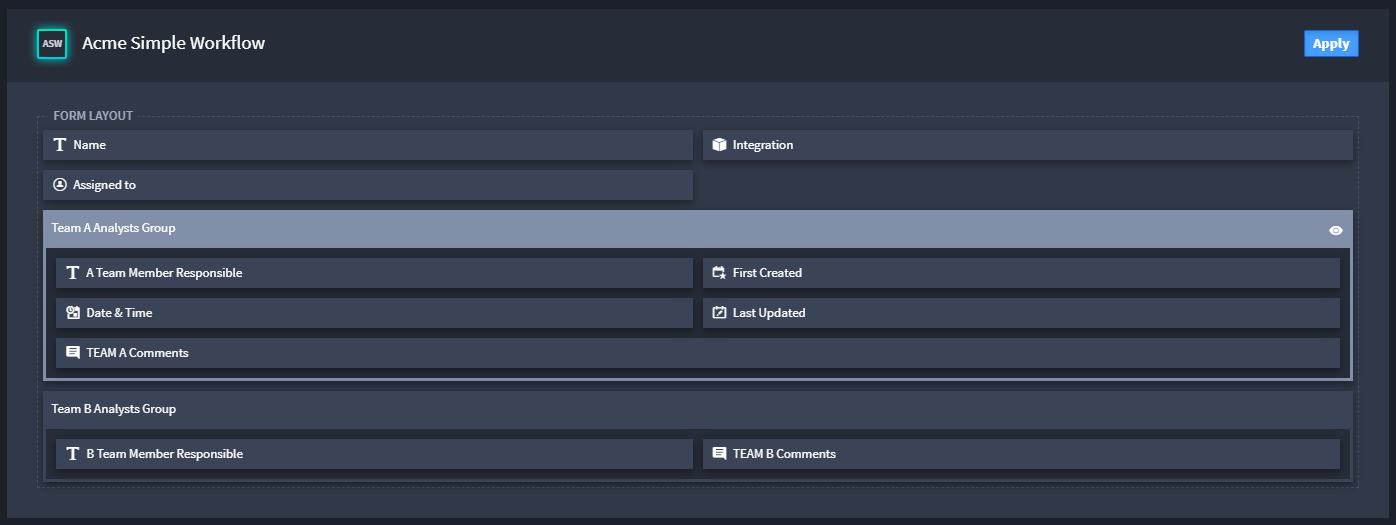 ASW
Acme Simple Workflow
Apply
FORM LAYOUT
Name
Integration
Assigned to
Team A Analysts Group
A Team Member Responsible
First Created
Date & Time
Last Updated
TEAM A Comments
Team B Analysts Group
B Team Member Responsible
TEAM B Comments